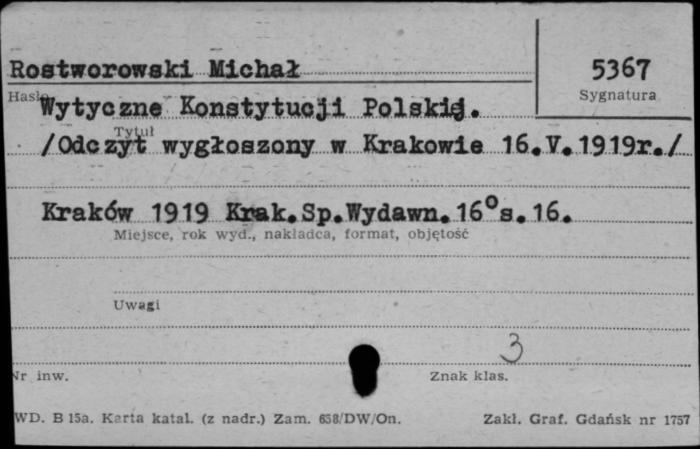 Rostworowski Michał
5367
Hasło
Sygnatura
Wytyczne Konstytucji Polskiej.
Tytuł
/Odczyt wygłoszony w Krakowie 16.V.1919r./
Kraków 1919 Krak.Sp.Wydawn.16°s.16.
Miejsce, rok wyd., nakładca, format, objętość
Uwagi
3
Nr inw.
Znak klas.
WD. B 15a. Karta katal. (z nadr.) Zam. 658/DW/On.
Zakł. Graf. Gdańsk nr 1757